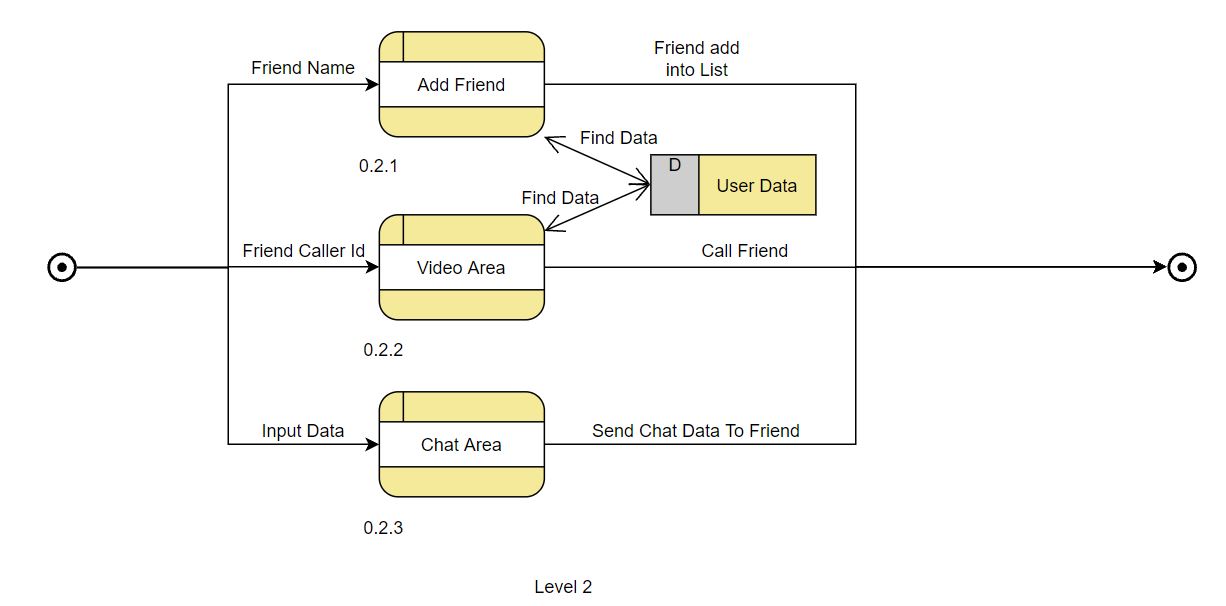 Friend add
into List
Friend Name
Add Friend
Find Data
0.2.1
D
User Data
Find Data
Friend Caller Id
Call Friend
Video Area
0.2.2
Input Data
Send Chat Data To Friend
Chat Area
0.2.3
Level 2